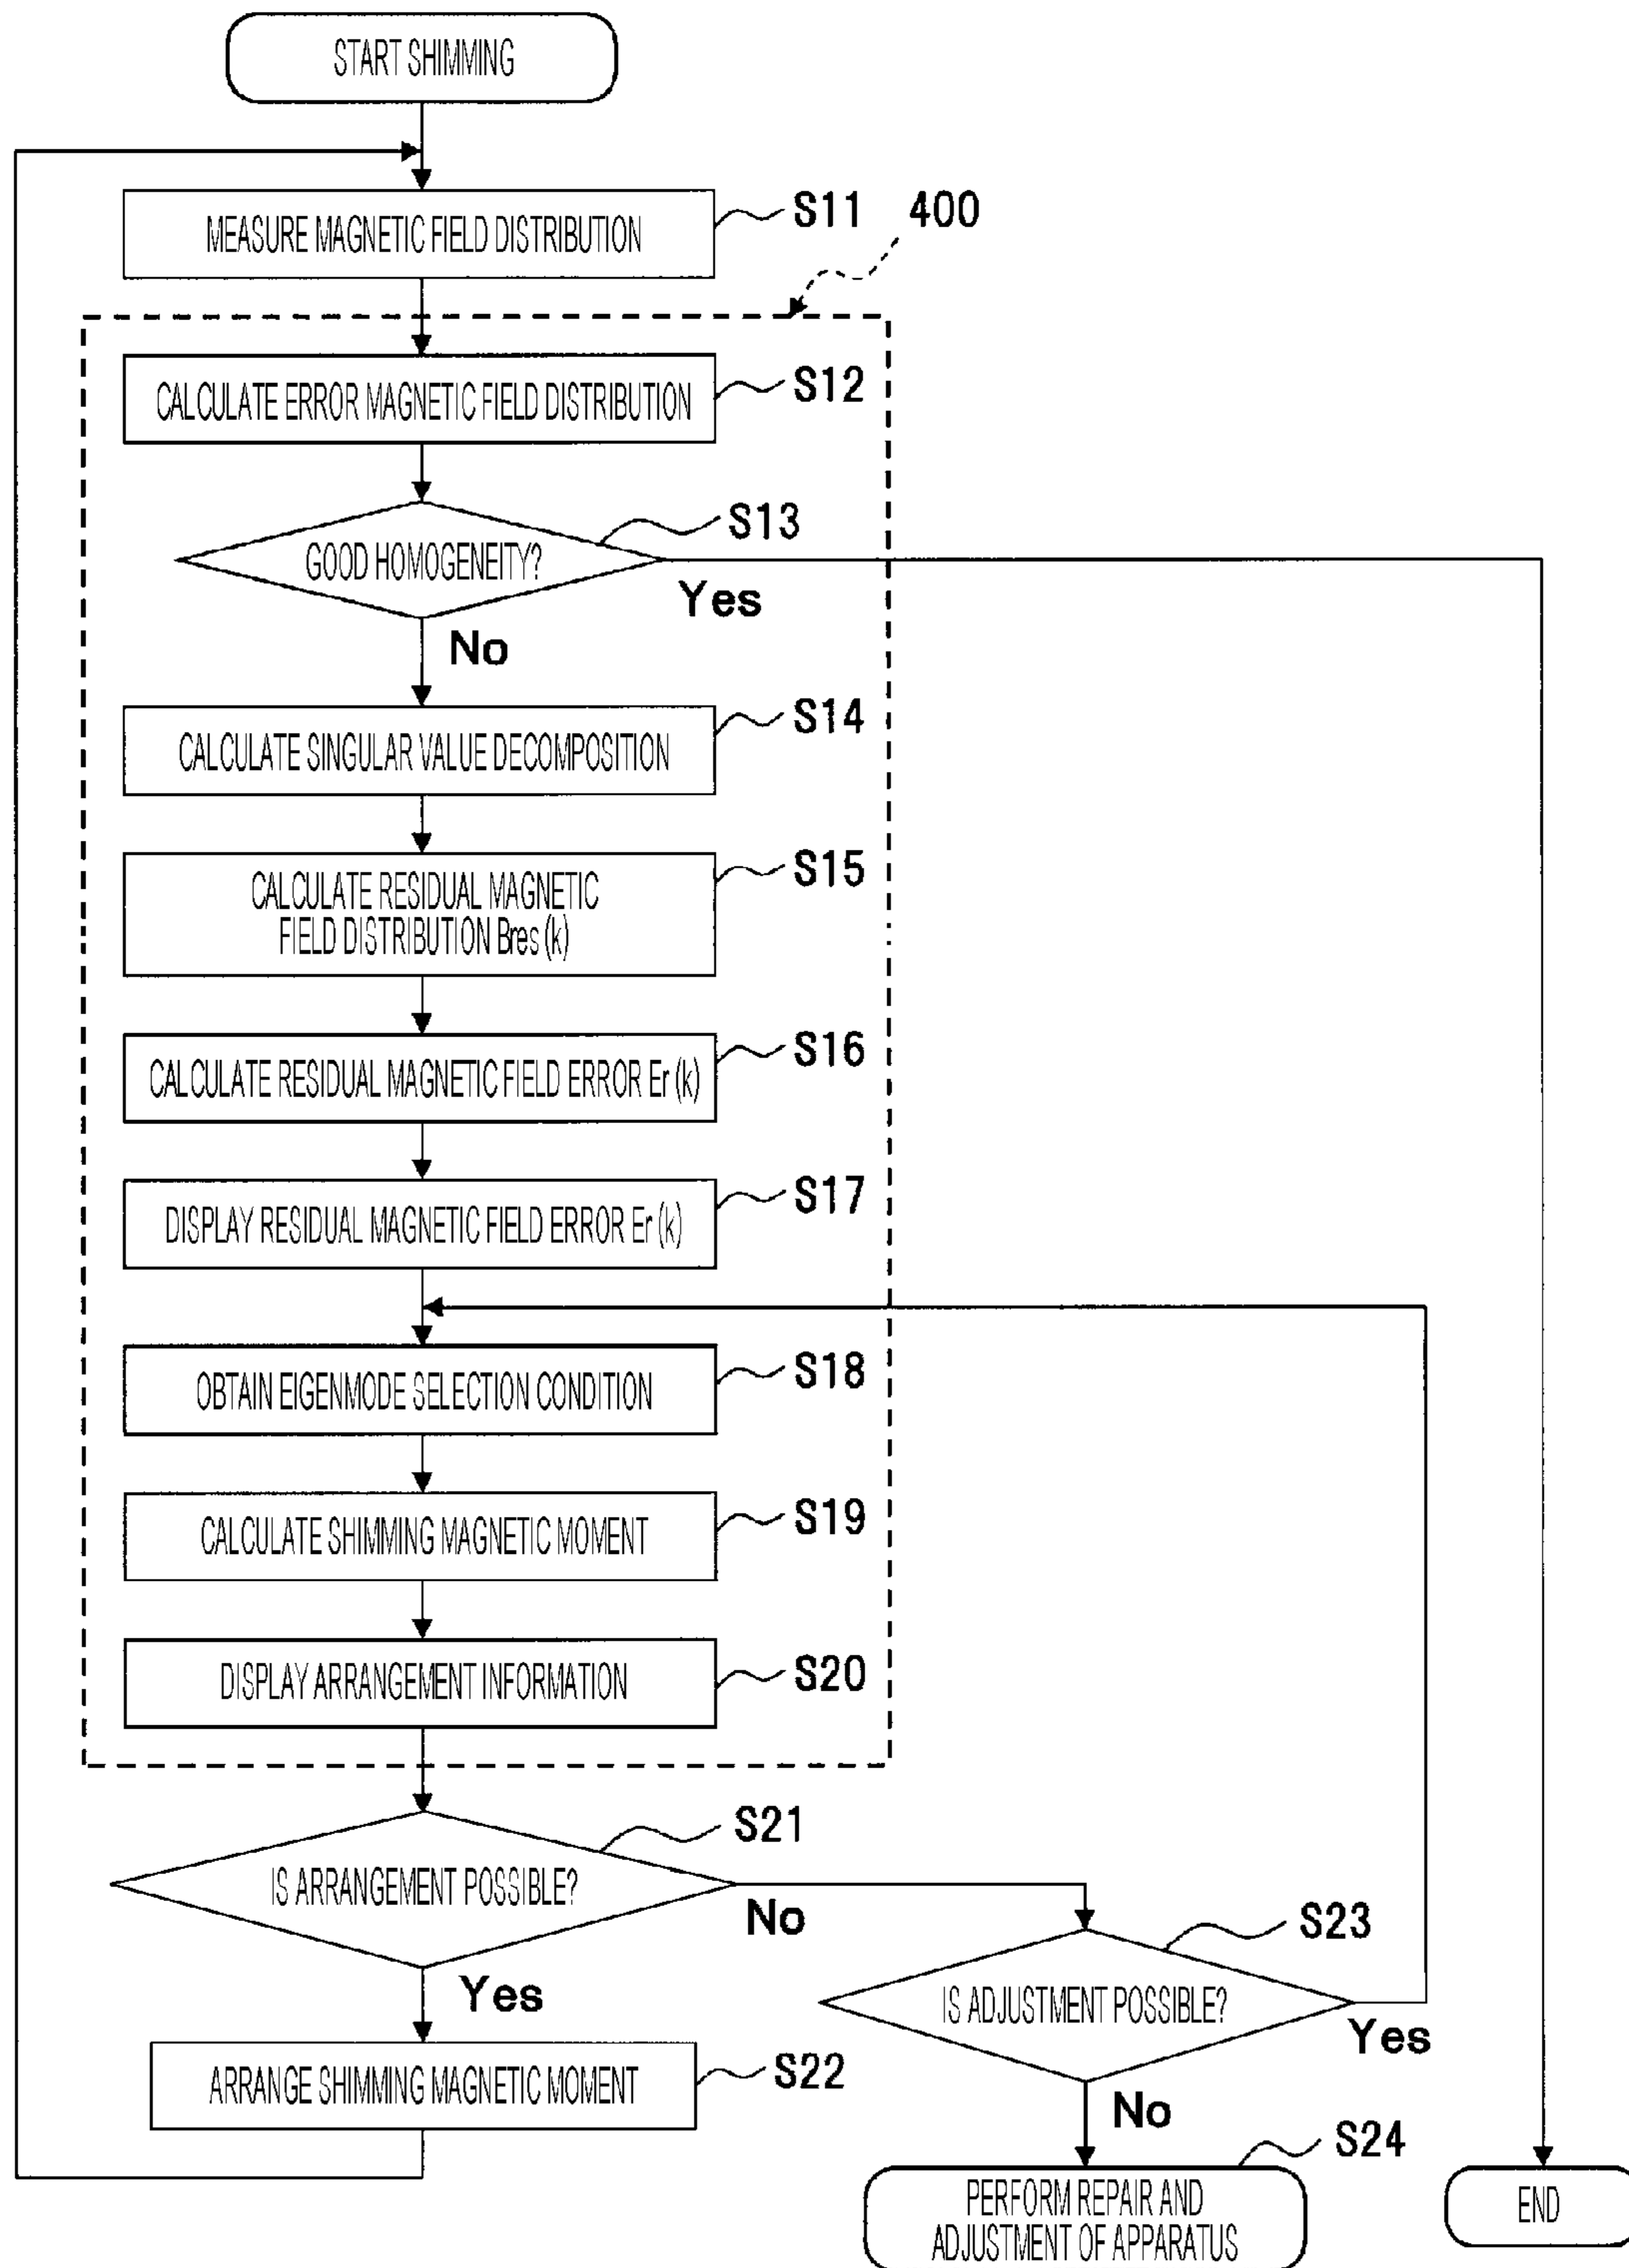 START SHIMMING
MEASURE MAGNETIC FIELD DISTRIBUTION
S11
400
CALCULATE ERROR MAGNETIC FIELD DISTRIBUTION
S12
GOOD HOMOGENEITY?
S13
Yes
No
CALCULATE SINGULAR VALUE DECOMPOSITION
S14
CALCULATE RESIDUAL MAGNETIC
FIELD DISTRIBUTION Bres (k)
S15
CALCULATE RESIDUAL MAGNETIC FIELD ERROR Er (k)
S16
DISPLAY RESIDUAL MAGNETIC FIELD ERROR Er (k)
S17
OBTAIN EIGENMODE SELECTION CONDITION
S18
CALCULATE SHIMMING MAGNETIC MOMENT
S19
DISPLAY ARRANGEMENT INFORMATION
S20
IS ARRANGEMENT POSSIBLE?
S21
No
Yes
IS ADJUSTMENT POSSIBLE?
S23
Yes
No
ARRANGE SHIMMING MAGNETIC MOMENT
S22
PERFORM REPAIR AND
ADJUSTMENT OF APPARATUS
S24
END